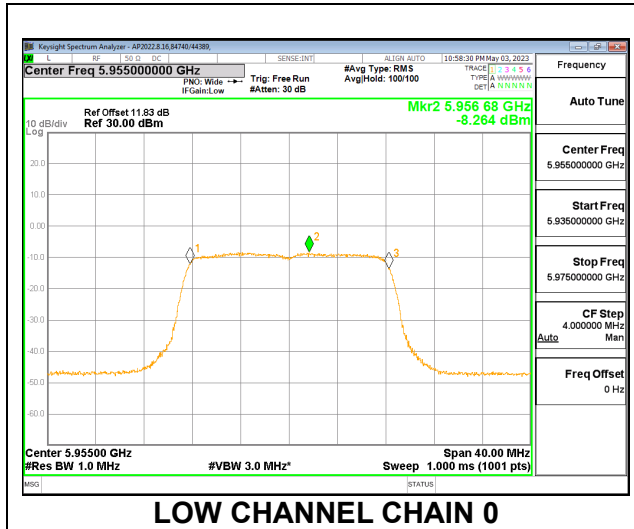 Keysight Spectrum Analyzer - AP2022.8.16,84740/44389,
L RF 50 Ω DC SENSE:INT ALIGN AUTO 10:58:30 PM May 03, 2023
Center Freq 5.955000000 GHz #Avg Type: RMS TRACE 1 2 3 4 5 6
PNO: Wide Trig: Free Run Avg|Hold: 100/100 TYPE A WWWWW
IFGain:Low #Atten: 30 dB DET A N N N N N
Frequency
Mkr2 5.956 68 GHz
Ref Offset 11.83 dB
10 dB/div Ref 30.00 dBm -8.264 dBm
Log
20.0
10.0
0.00
-10.0
-20.0
-30.0
-40.0
-50.0
-60.0
1
2
3
Center 5.95500 GHz Span 40.00 MHz
#Res BW 1.0 MHz #VBW 3.0 MHz* Sweep 1.000 ms (1001 pts)
MSG STATUS
Auto Tune
Center Freq
5.955000000 GHz
Start Freq
5.935000000 GHz
Stop Freq
5.975000000 GHz
CF Step
4.000000 MHz
Auto Man
Freq Offset
0 Hz
LOW CHANNEL CHAIN 0